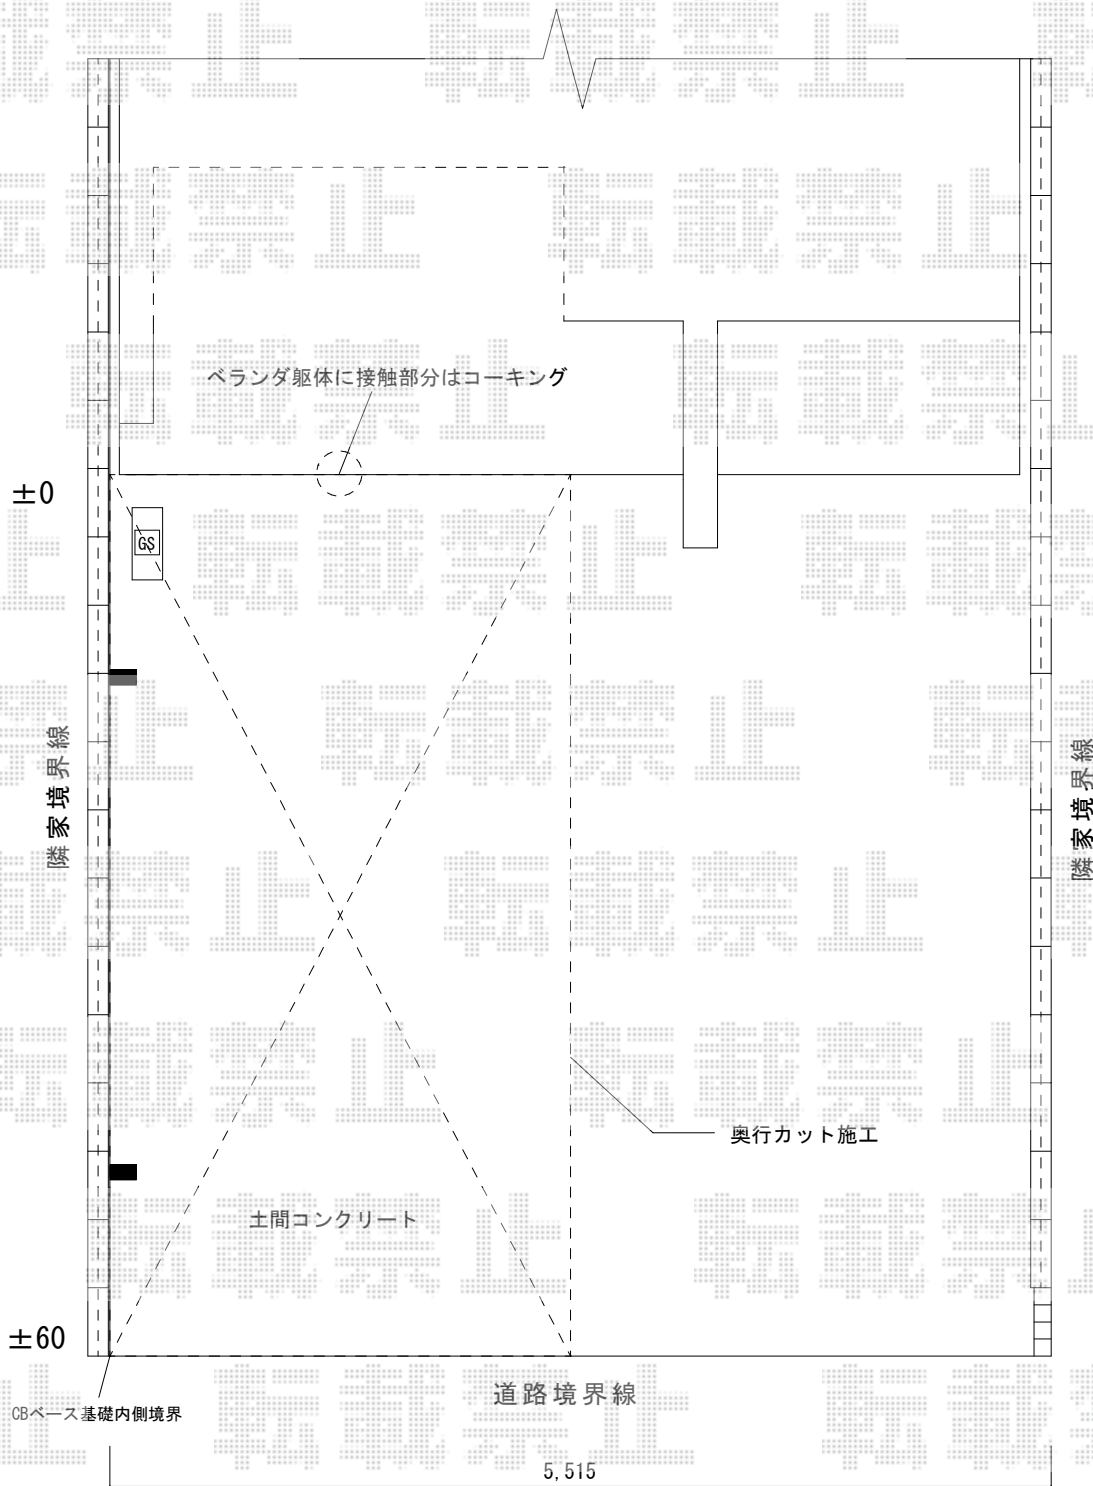 転載禁止
ベランダ躯体に接触部分はコーキング
±0
GS
隣家境界線
隣家境界線
奥行カット施工
土間コンクリート
±60
CBベース基礎内側境界
道路境界線
5,515